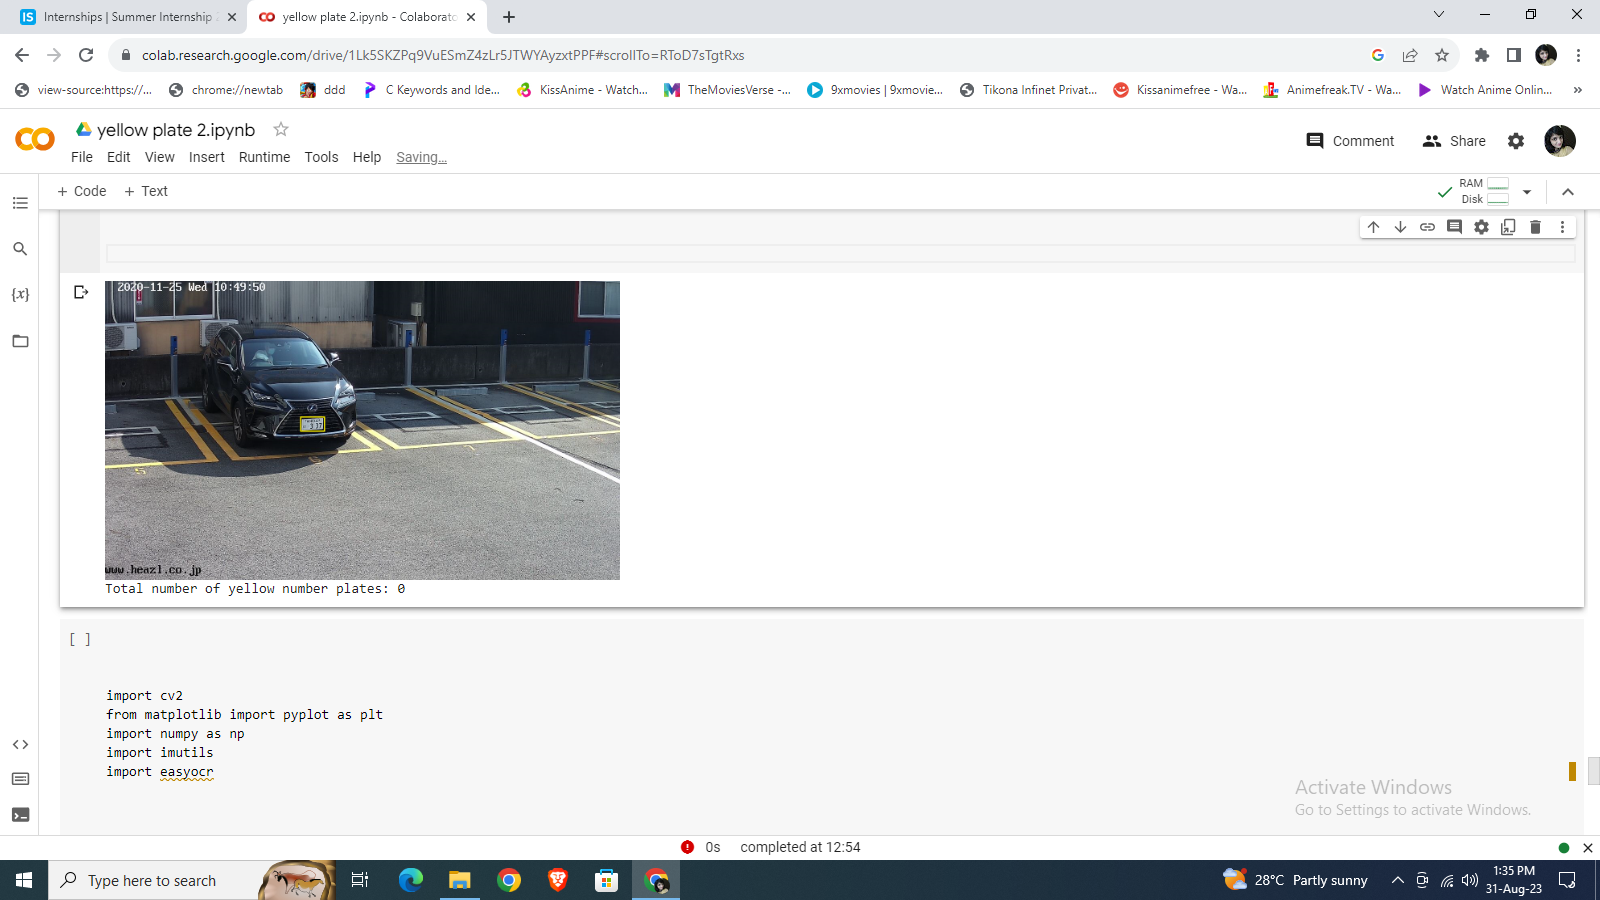 Internships | Summer Internship
yellow plate 2.ipynb - Colaborato
colab.research.google.com/drive/1Lk5SKZPq9VuESmZ4zLr5JTWYAyzxtPPF#scrollTo=RToD7sTgtRxs
view-source:https://... chrome://newtab ddd C Keywords and Ide... KissAnime - Watch... TheMoviesVerse -... 9xmovies | 9xmovie... Tikona Infinet Privat... Kissanimefree - Wa... Animefreak.TV - Wa... Watch Anime Onlin... »
yellow plate 2.ipynb
Comment Share
File Edit View Insert Runtime Tools Help Saving...
+ Code + Text
RAM
Disk
{x}
2020-11-25 Wed 10:49:50
5 6 7
www.heazl.co.jp
Total number of yellow number plates: 0
[ ]
import cv2
from matplotlib import pyplot as plt
import numpy as np
import imutils
import easyocr
Activate Windows
Go to Settings to activate Windows.
0s completed at 12:54
Type here to search
28°C Partly sunny
1:35 PM
31-Aug-23